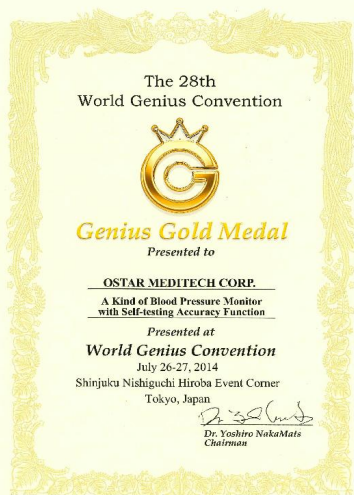 The 28th
World Genius Convention
Genius Gold Medal
Presented to
OSTAR MEDITECH CORP.
A Kind of Blood Pressure Monitor
with Self-testing Accuracy Function
Presented at
World Genius Convention
July 26-27, 2014
Shinjuku Nishiguchi Hiroba Event Corner
Tokyo, Japan
Dr. Yoshiro NakaMats
Chairman